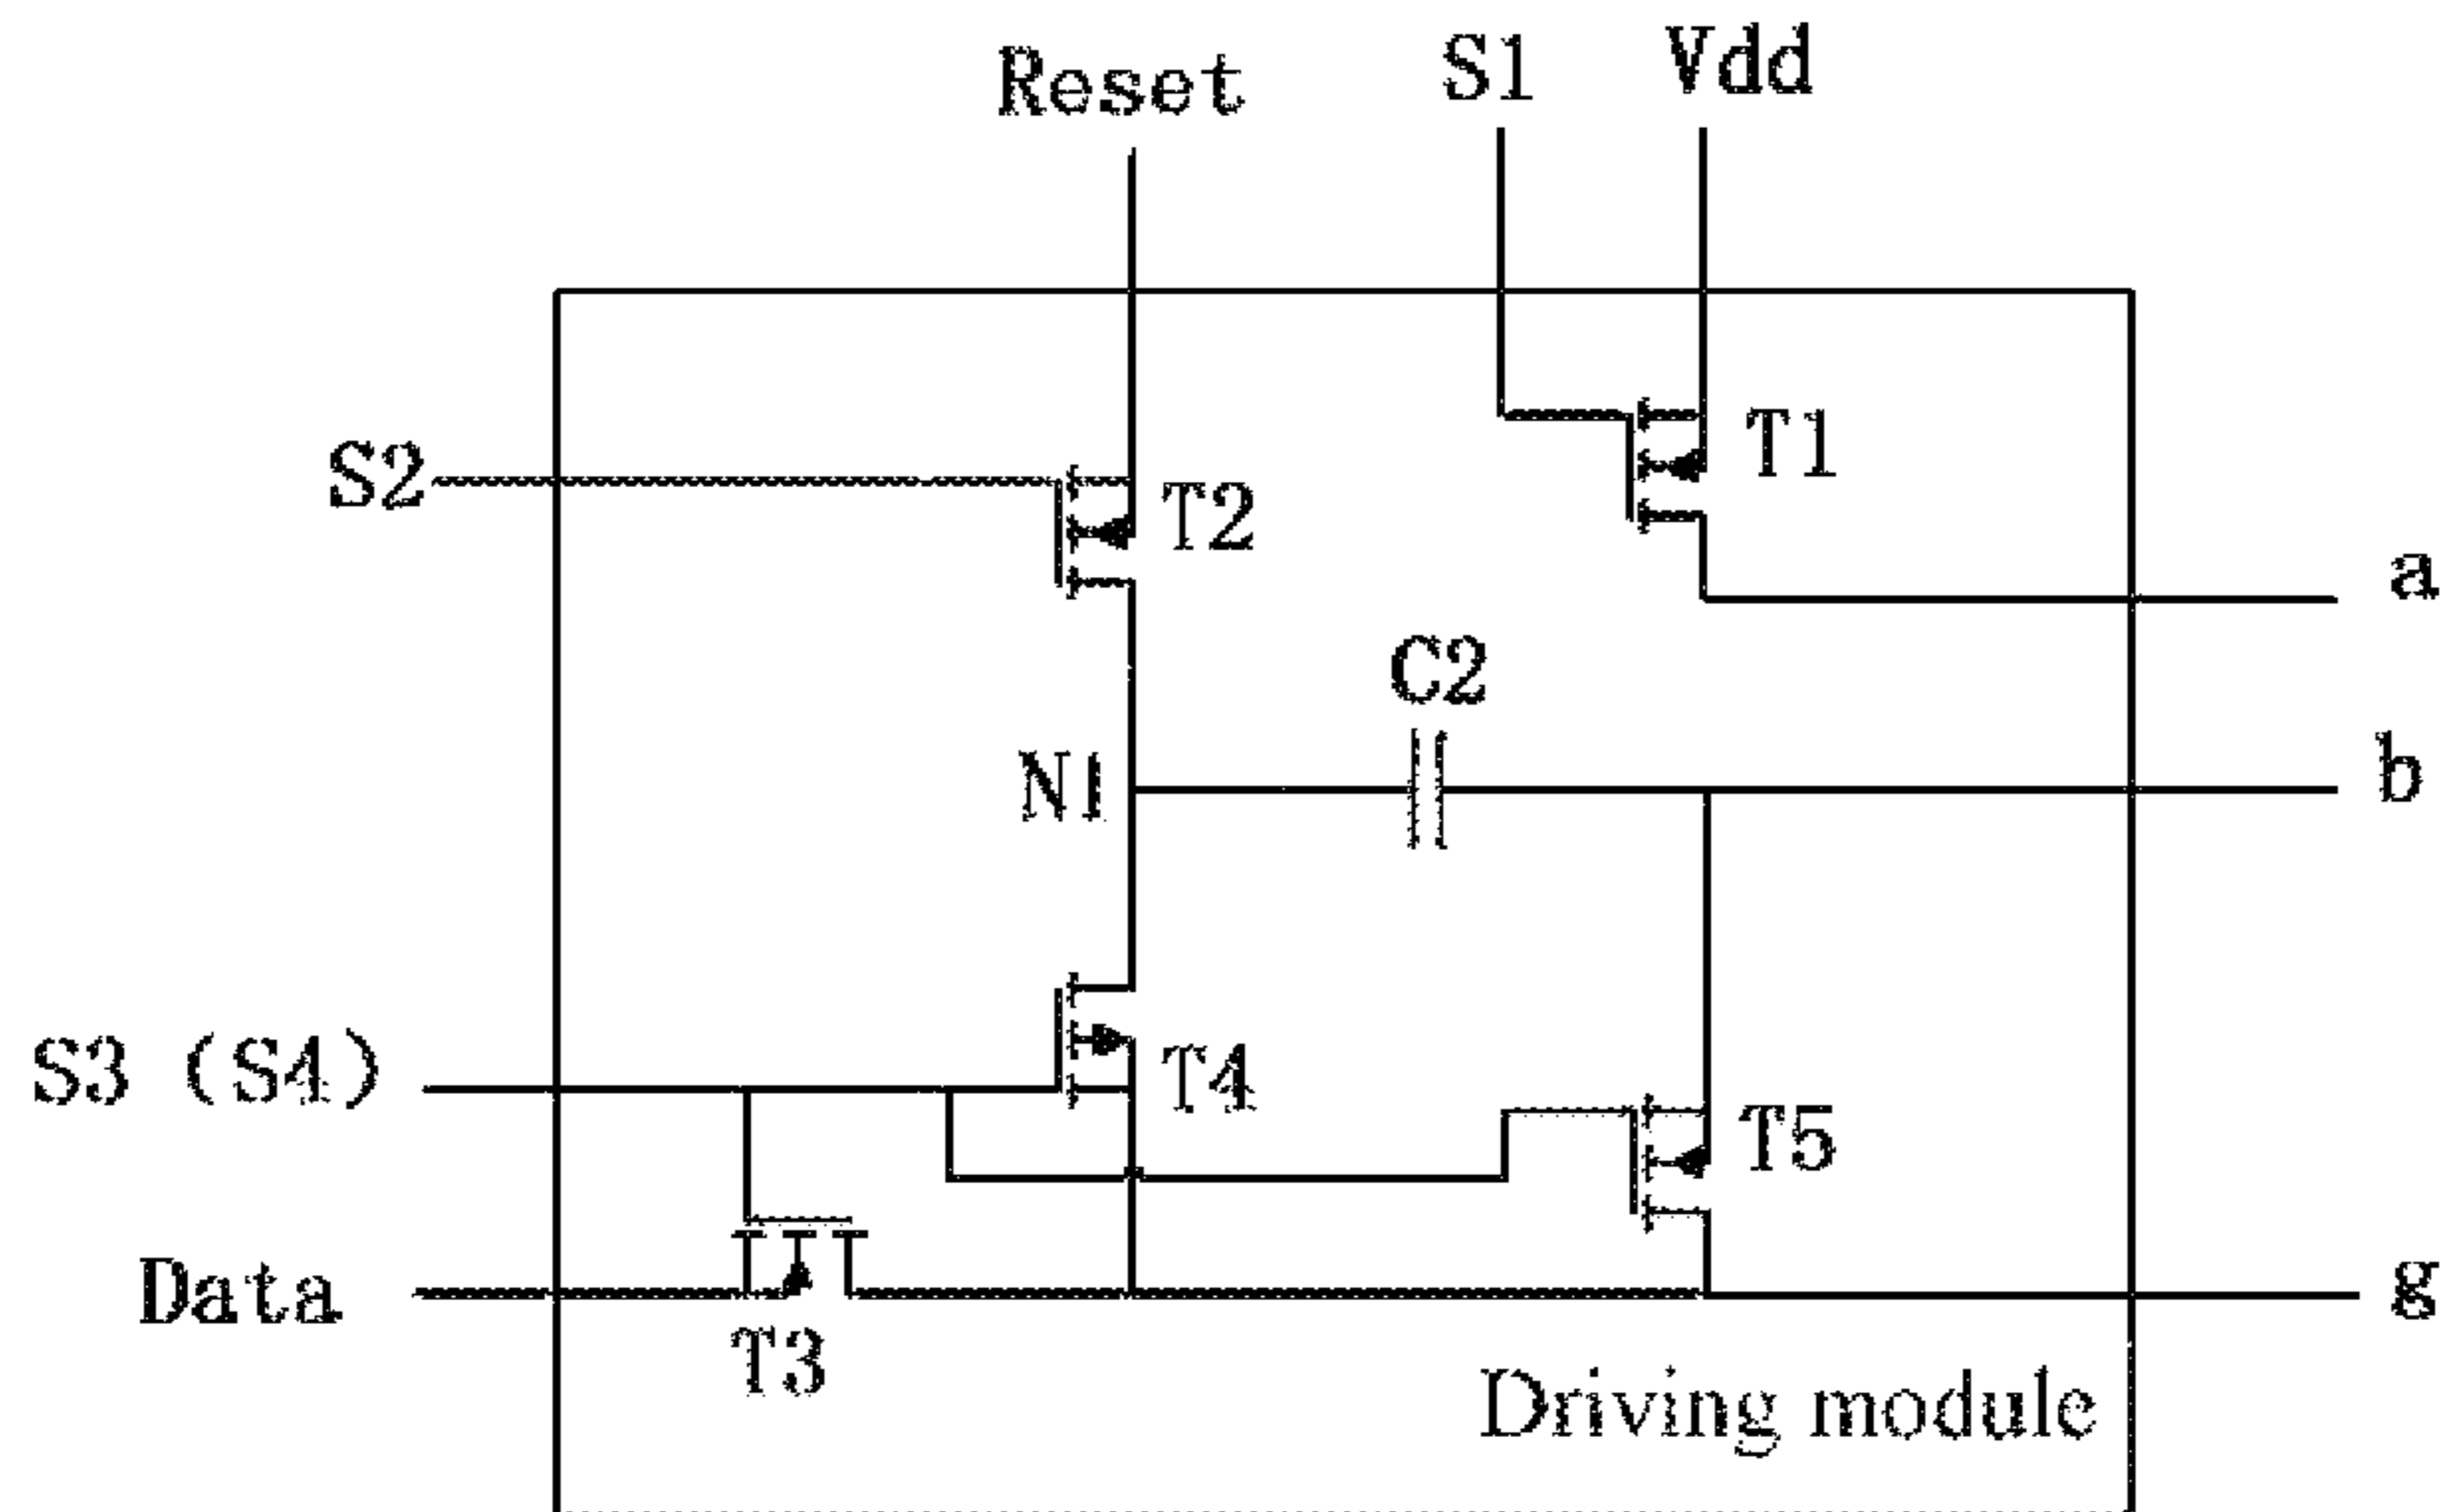 Reset
S1
Vdd
S2
T2
T1
a
C2
N1
b
S3 (S4)
T4
T5
Data
T3
g
Driving module